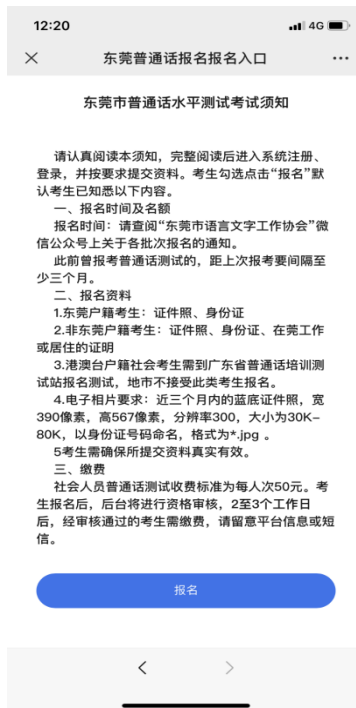 12:20
4G
东莞普通话报名报名入口
东莞市普通话水平测试考试须知
请认真阅读本须知，完整阅读后进入系统注册、
登录，并按要求提交资料。考生勾选点击“报名”默
认考生已知悉以下内容。
一、报名时间及名额
报名时间：请查阅“东莞市语言文字工作协会”微
信公众号上关于各批次报名的通知。
此前曾报考普通话测试的，距上次报考要间隔至
少三个月。
二、报名资料
1.东莞户籍考生：证件照、身份证
2.非东莞户籍考生：证件照、身份证、在莞工作
或居住的证明
3.港澳台户籍社会考生需到广东省普通话培训测
试站报名测试，地市不接受此类考生报名。
4.电子相片要求：近三个月内的蓝底证件照，宽
390像素，高567像素，分辨率300，大小为30K-
80K，以身份证号码命名，格式为*.jpg 。
5考生需确保所提交资料真实有效。
三、缴费
社会人员普通话测试收费标准为每人次50元。考
生报名后，后台将进行资格审核，2至3个工作日
后，经审核通过的考生需缴费，请留意平台信息或短
信。
报名